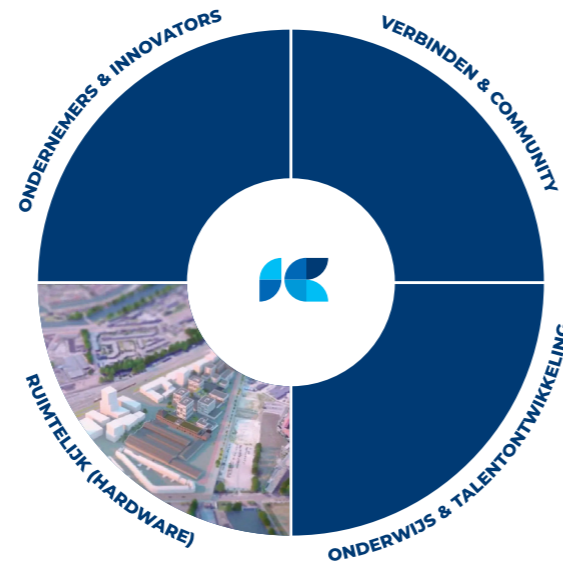 ONDERNEMERS & INNOVATORS
VERBINDEN & COMMUNITY
RUIMTELIJK (HARDWARE)
ONDERWIJS & TALENTONTWIKKELING